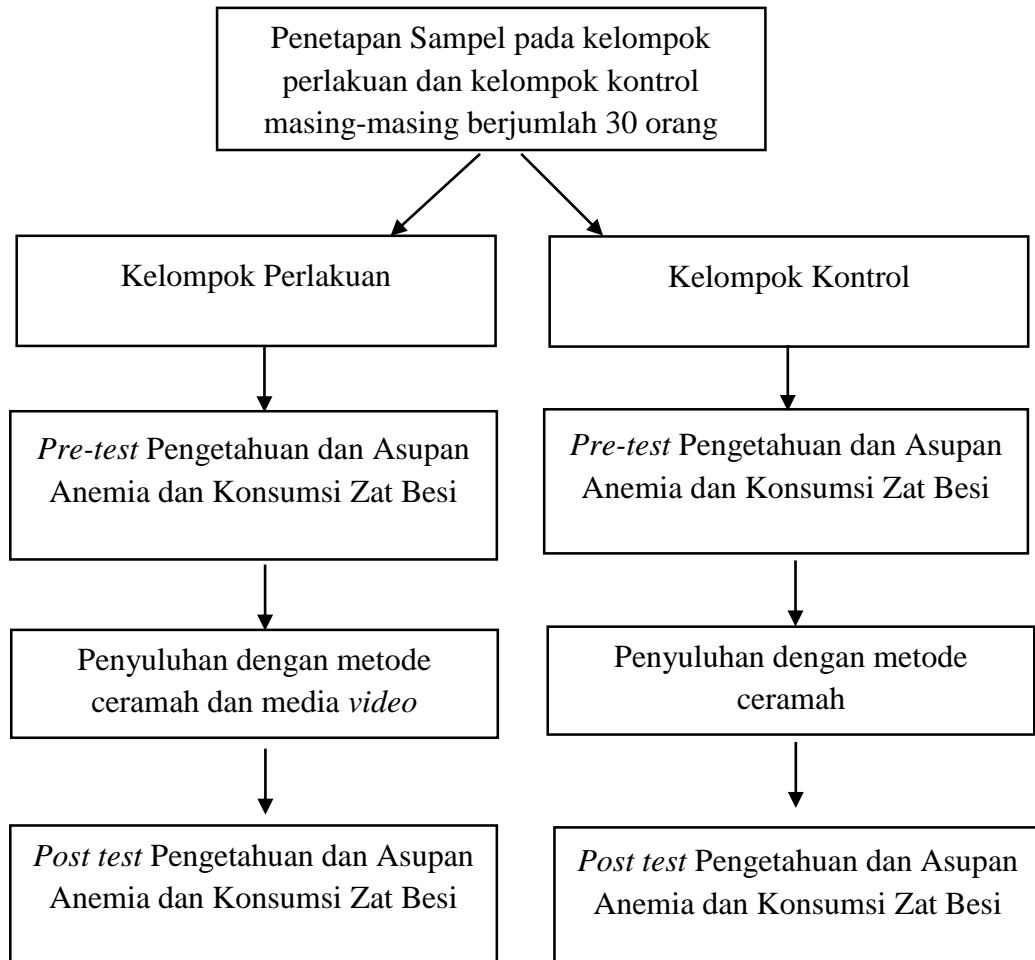 Penetapan Sampel pada kelompok
perlakuan dan kelompok kontrol
masing-masing berjumlah 30 orang
Kelompok Perlakuan
Kelompok Kontrol
Pre-test Pengetahuan dan Asupan
Anemia dan Konsumsi Zat Besi
Pre-test Pengetahuan dan Asupan
Anemia dan Konsumsi Zat Besi
Penyuluhan dengan metode
ceramah dan media video
Penyuluhan dengan metode
ceramah
Post test Pengetahuan dan Asupan
Anemia dan Konsumsi Zat Besi
Post test Pengetahuan dan Asupan
Anemia dan Konsumsi Zat Besi